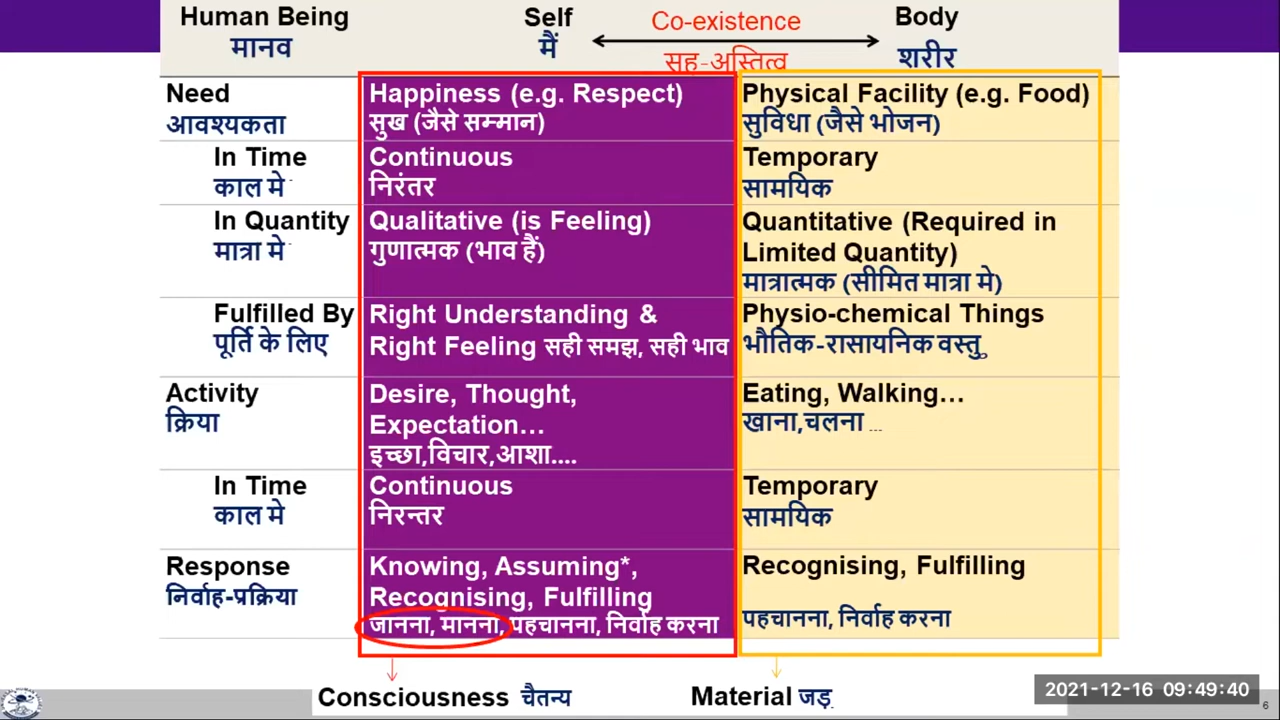 Human Being
मानव
Self
मैं
Co-existence
सह-अस्तित्व
Body
शरीर
Need
आवश्यकता
Happiness (e.g. Respect)
सुख (जैसे सम्मान)
Physical Facility (e.g. Food)
सुविधा (जैसे भोजन)
In Time
काल मे
Continuous
निरंतर
Temporary
सामयिक
In Quantity
मात्रा मे
Qualitative (is Feeling)
गुणात्मक (भाव हैं)
Quantitative (Required in
Limited Quantity)
मात्रात्मक (सीमित मात्रा मे)
Fulfilled By
पूर्ति के लिए
Right Understanding &
Right Feeling सही समझ, सही भाव
Physio-chemical Things
भौतिक-रासायनिक वस्तु
Activity
क्रिया
Desire, Thought,
Expectation…
इच्छा,विचार,आशा....
Eating, Walking…
खाना,चलना ...
In Time
काल मे
Continuous
निरन्तर
Temporary
सामयिक
Response
निर्वाह-प्रक्रिया
Knowing, Assuming*,
Recognising, Fulfilling
जानना, मानना, पहचानना, निर्वाह करना
Recognising, Fulfilling
पहचानना, निर्वाह करना
Consciousness चैतन्य
Material जड़
2021-12-16 09:49:40
6